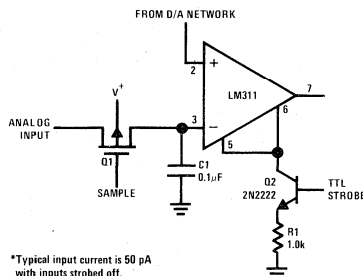 FROM D/A NETWORK
V+
2
+
LM311
7
6
ANALOG
INPUT
3
−
5
Q1
C1
0.1μF
Q2
2N2222
TTL
STROBE
SAMPLE
R1
1.0k
*Typical input current is 50 pA
with inputs strobed off.